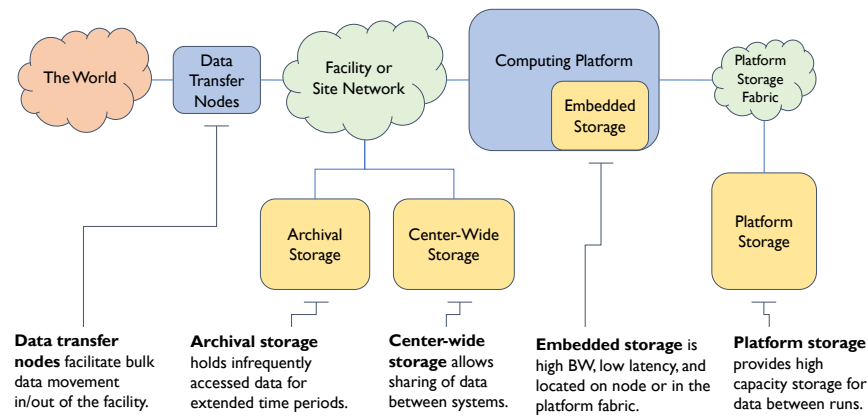 The World
Data
Transfer
Nodes
Facility or
Site Network
Computing Platform
Embedded
Storage
Platform
Storage
Fabric
Archival
Storage
Center-Wide
Storage
Platform
Storage
Data transfer
nodes facilitate bulk
data movement
in/out of the facility.
Archival storage
holds infrequently
accessed data for
extended time periods.
Center-wide
storage allows
sharing of data
between systems.
Embedded storage is
high BW, low latency, and
located on node or in the
platform fabric.
Platform storage
provides high
capacity storage for
data between runs.